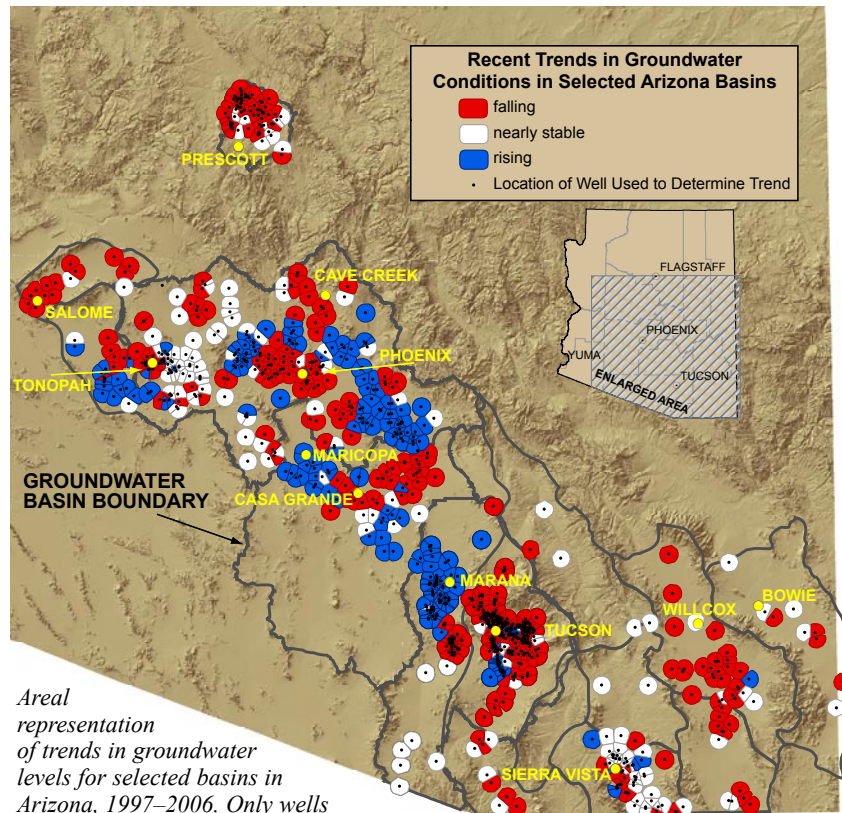 Recent Trends in Groundwater
Conditions in Selected Arizona Basins
falling
nearly stable
rising
Location of Well Used to Determine Trend
PRESCOTT
FLAGSTAFF
PHOENIX
YUMA
TUCSON
ENLARGED AREA
CAVE CREEK
SALOME
PHOENIX
TONOPAH
MARICOPA
GROUNDWATER
BASIN BOUNDARY
CASA GRANDE
MARANA
BOWIE
WILLCOX
TUCSON
SIERRA VISTA
Areal
representation
of trends in groundwater
levels for selected basins in
Arizona, 1997–2006. Only wells